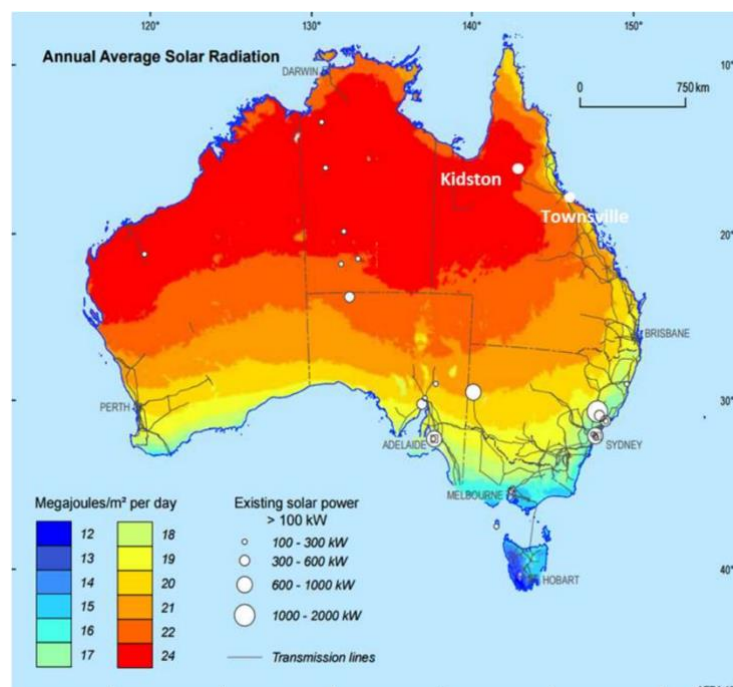 120° 130° 140° 150°
Annual Average Solar Radiation
DARWIN
10°
0 750 km
Kidston
Townsville
20°
BRISBANE
30°
PERTH
ADELAIDE
SYDNEY
MELBOURNE
HOBART
40°
Megajoules/m² per day
12
13
14
15
16
17
18
19
20
21
22
24
Existing solar power
> 100 kW
100 - 300 kW
300 - 600 kW
600 - 1000 kW
1000 - 2000 kW
Transmission lines